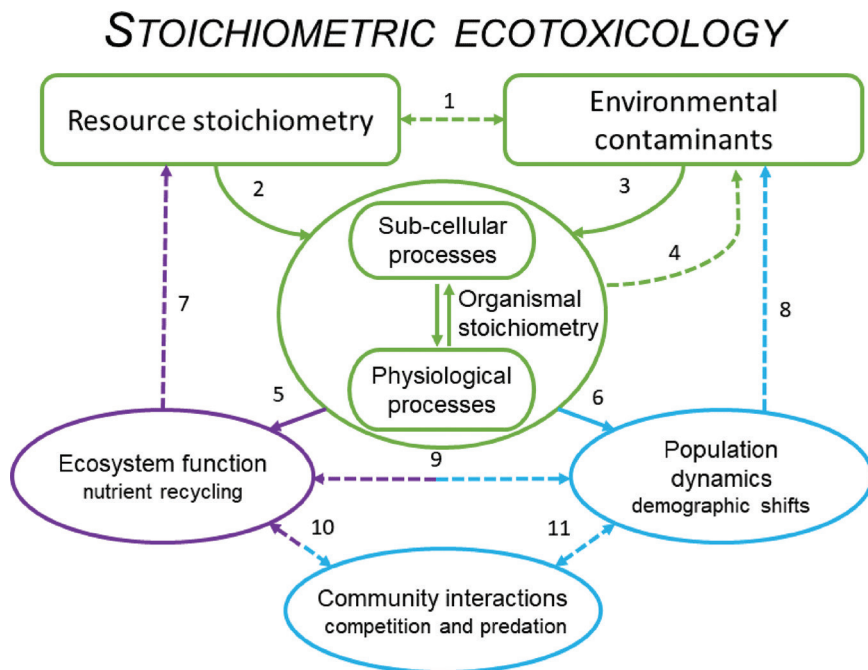 STOICHIOMETRIC ECOTOXICOLOGY
1
Resource stoichiometry
Environmental
contaminants
2
3
Sub-cellular
processes
4
Organismal
stoichiometry
7
8
Physiological
processes
5
6
Ecosystem function
nutrient recycling
9
Population
dynamics
demographic shifts
10
11
Community interactions
competition and predation